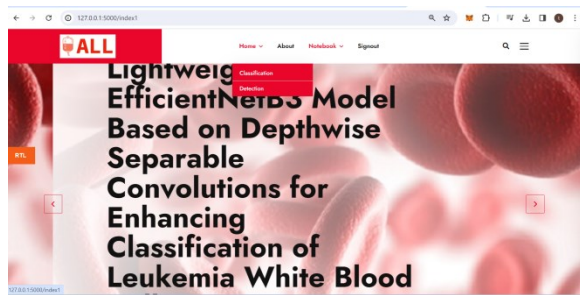 127.0.0.1:5000/index1
ALL
Home
About
Notebook
Signout
Classification
Detection
Lightweig
EfficientNetB3 Model
Based on Depthwise
Separable
RTL
Convolutions for
Enhancing
Classification of
Leukemia White Blood
127.0.0.1:5000/index1